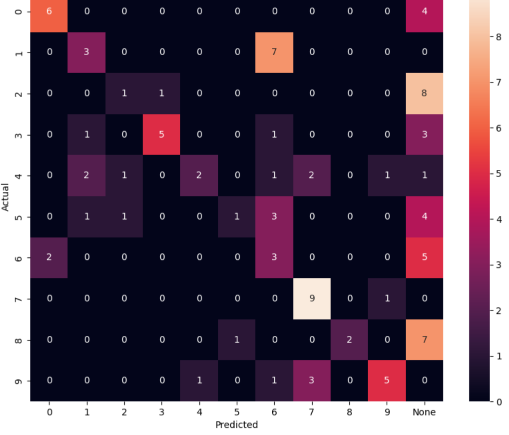 0 6 0 0 0 0 0 0 0 0 0 4
1 0 3 0 0 0 0 7 0 0 0 0
2 0 0 1 1 0 0 0 0 0 0 8
3 0 1 0 5 0 0 1 0 0 0 3
4 0 2 1 0 2 0 1 2 0 1 1
5 0 1 1 0 0 1 3 0 0 0 4
6 2 0 0 0 0 0 3 0 0 0 5
7 0 0 0 0 0 0 0 9 0 1 0
8 0 0 0 0 0 1 0 0 2 0 7
9 0 0 0 0 1 0 1 3 0 5 0
0 1 2 3 4 5 6 7 8 9 None
Predicted
Actual
8
7
6
5
4
3
2
1
0